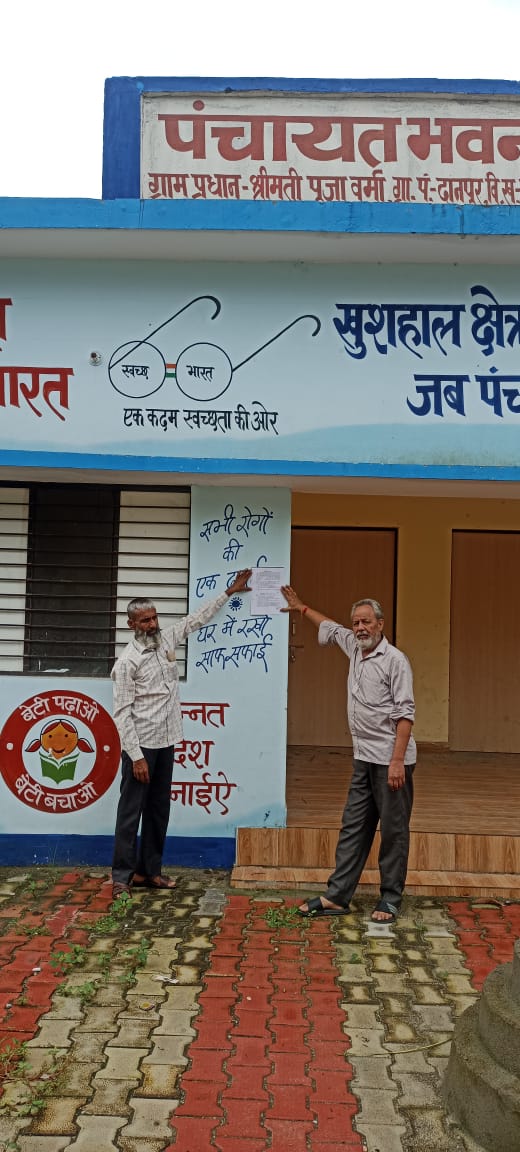 पंचायत भवन
ग्राम प्रधान-श्रीमती पूजा वर्मा ग्रा. पं-दानपुर, वि.स
भारत
स्वच्छ भारत
एक कदम स्वच्छता की ओर
खुशहाल क्षेत्र
जब पंच
सभी रोगों
की
एक
घर में रखो
साफ सफाई
बेटी पढ़ाओ
बेटी बचाओ
न्नत
देश
नाईऐ